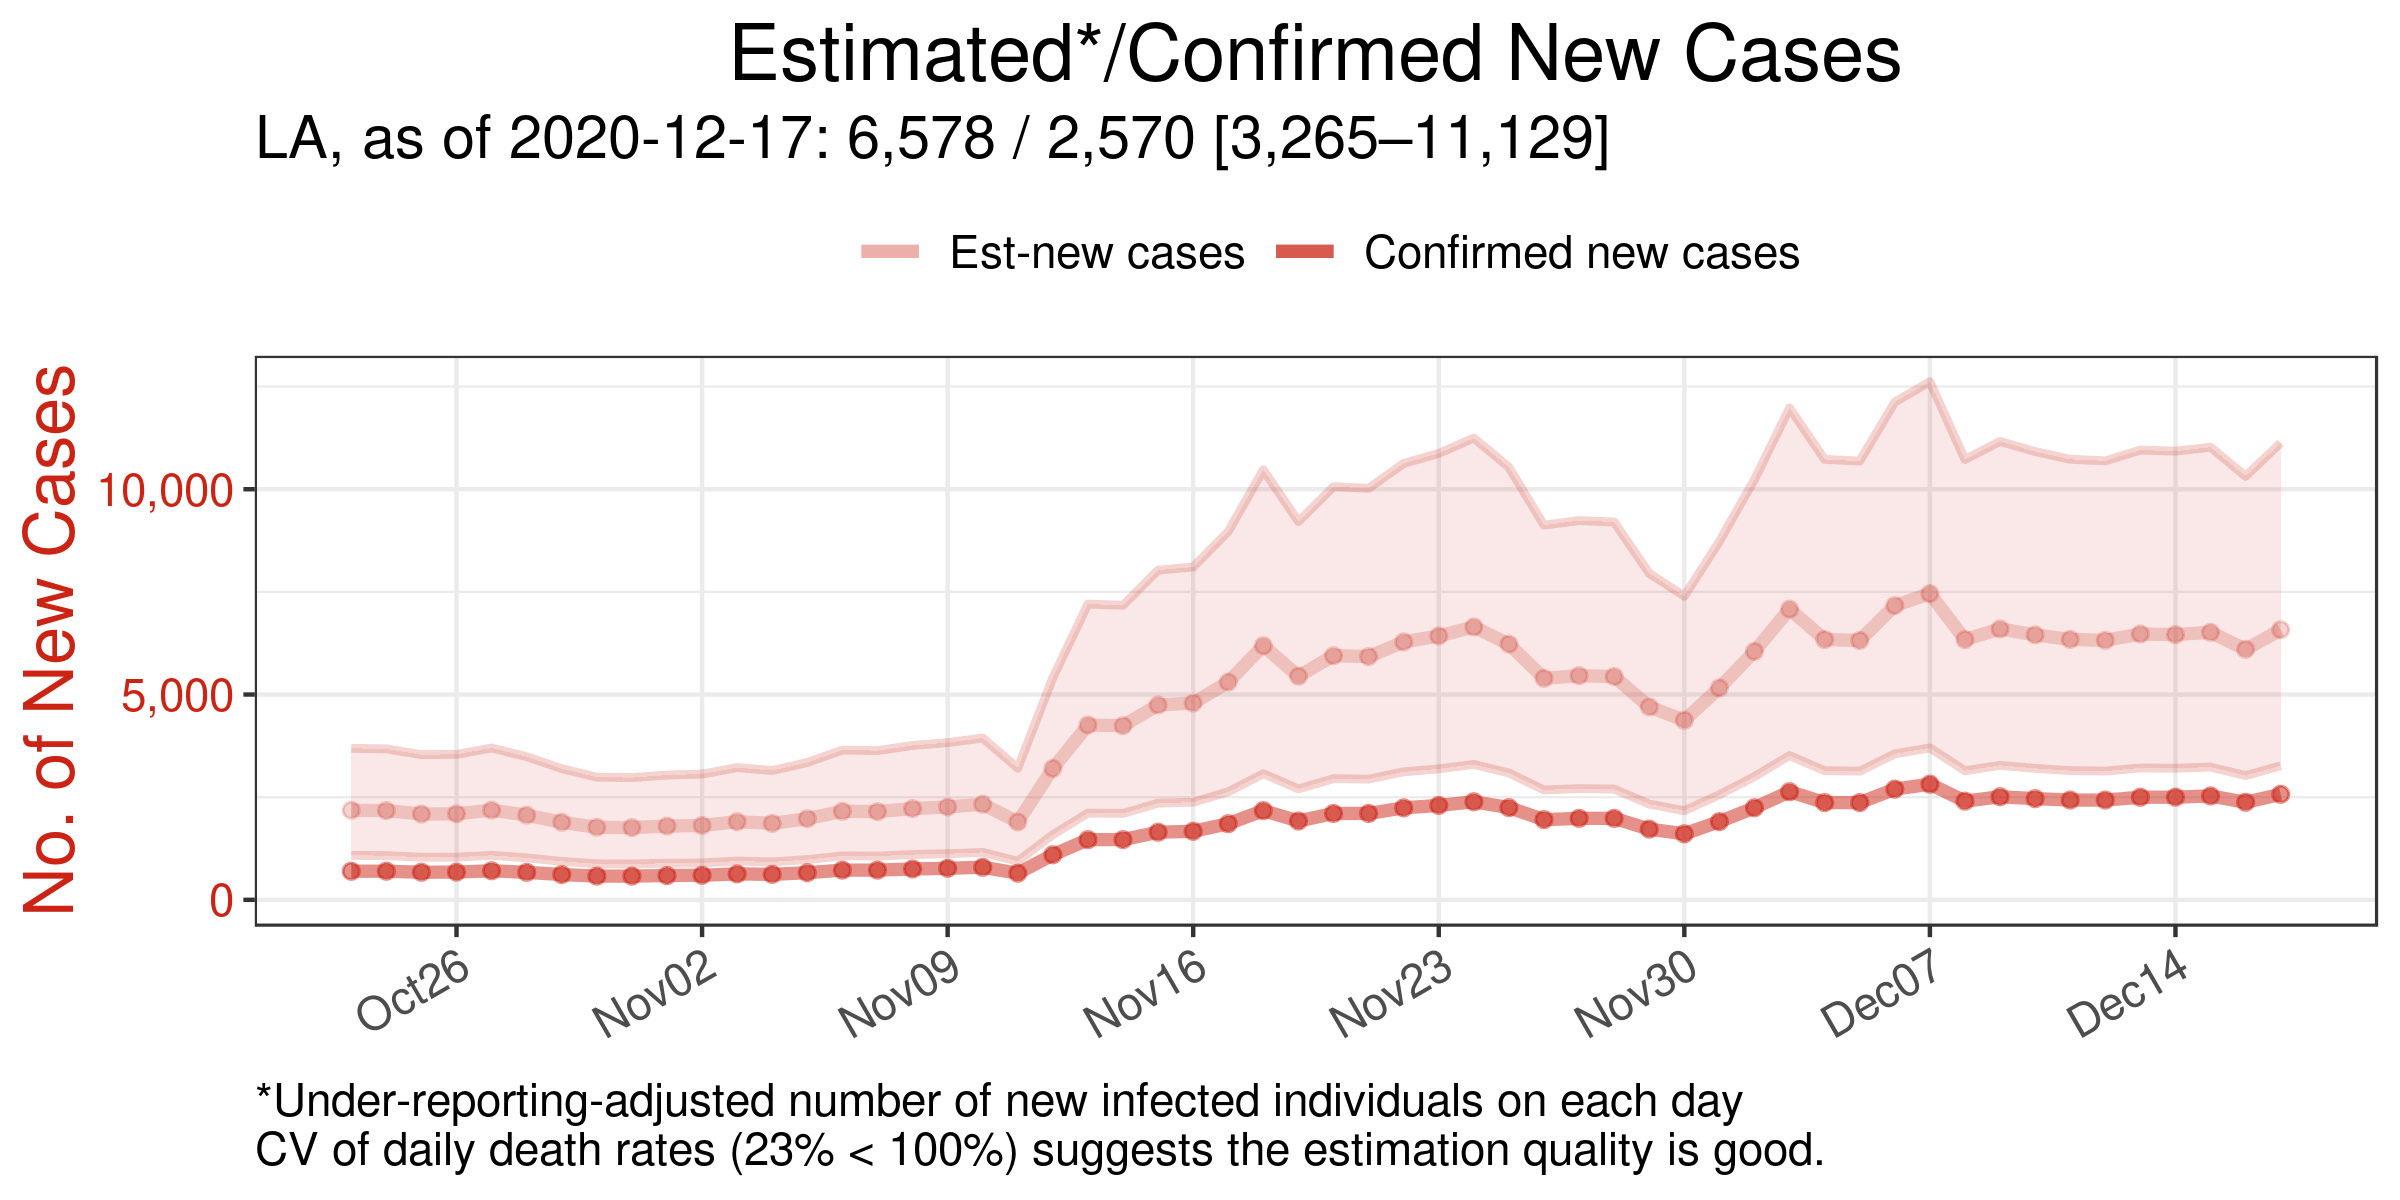 Estimated*/Confirmed New Cases
LA, as of 2020-12-17: 6,578 / 2,570 [3,265–11,129]
Est-new cases Confirmed new cases
No. of New Cases
10,000
5,000
0
Oct26 Nov02 Nov09 Nov16 Nov23 Nov30 Dec07 Dec14
*Under-reporting-adjusted number of new infected individuals on each day
CV of daily death rates (23% < 100%) suggests the estimation quality is good.